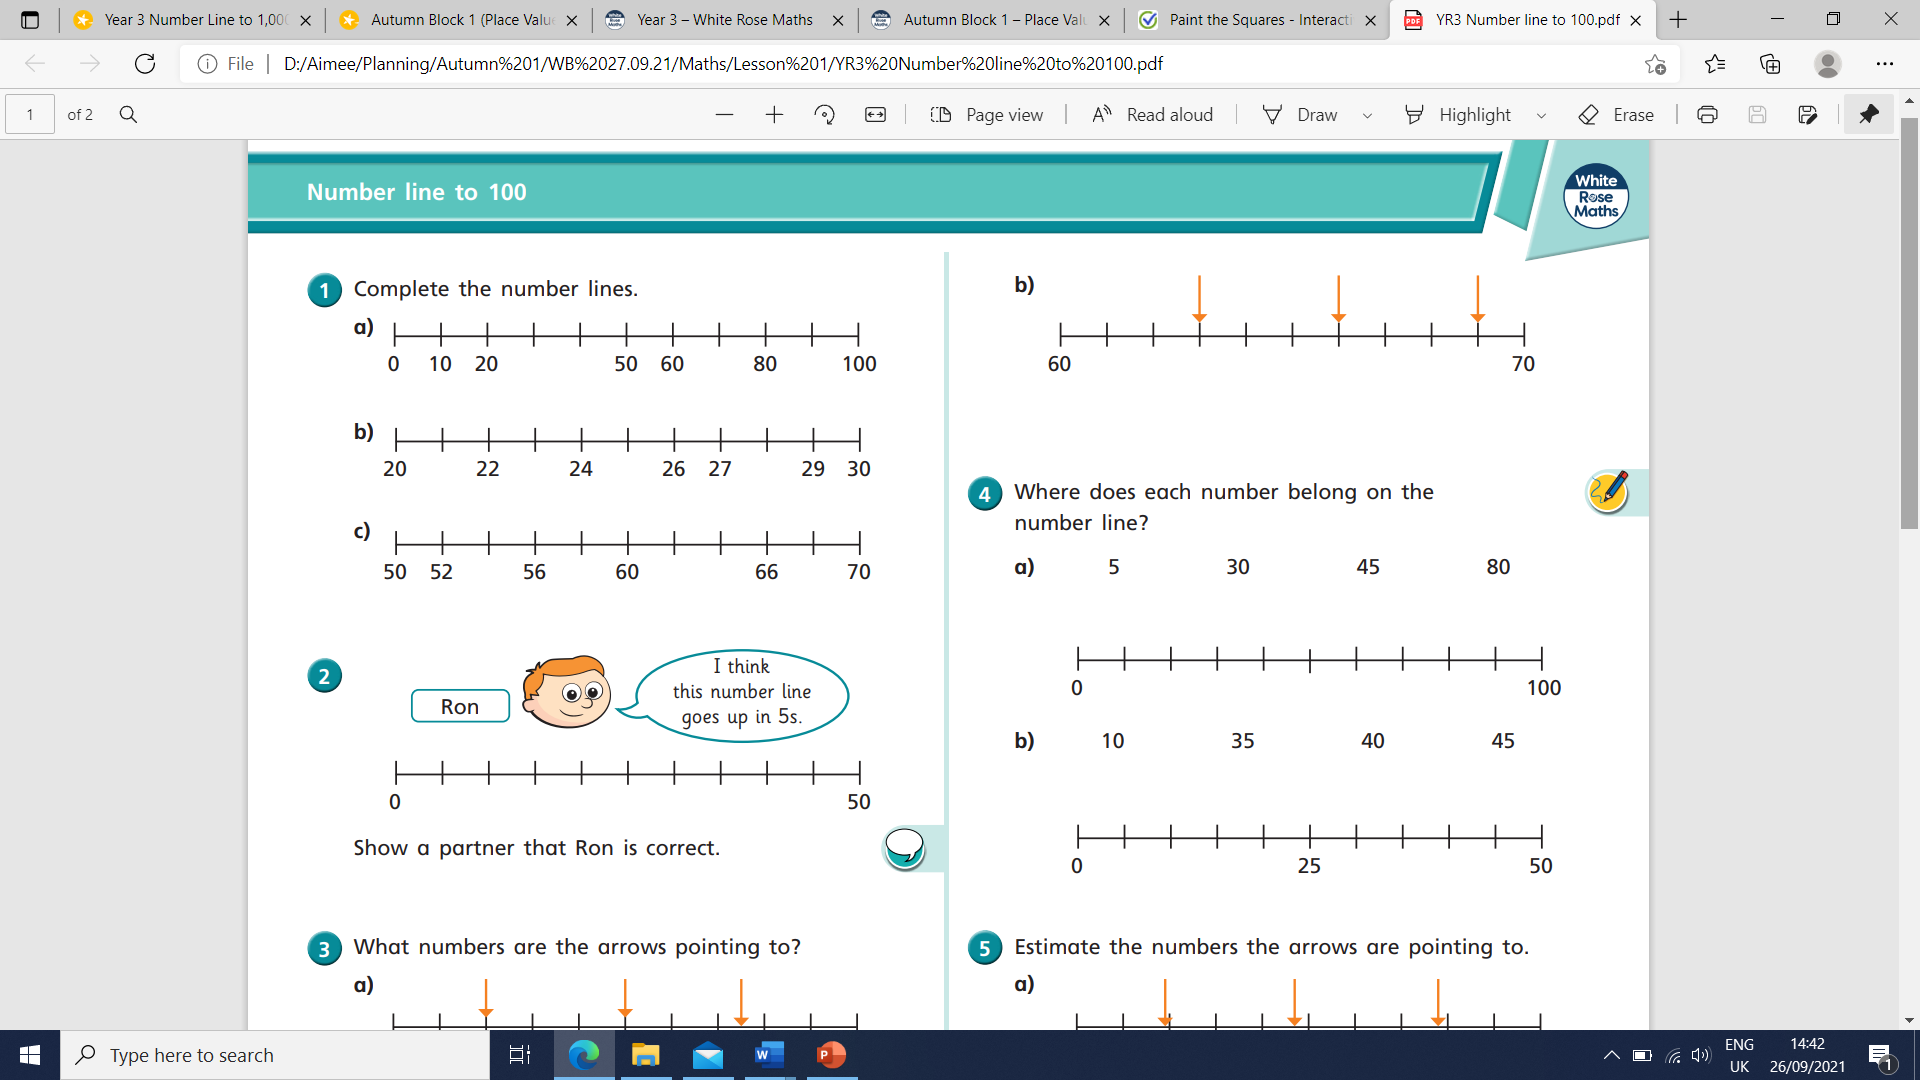 Year 3 Number Line to 1,000
Autumn Block 1 (Place Value
Year 3 – White Rose Maths
Autumn Block 1 – Place Valu
Paint the Squares - Interacti
PDF
YR3 Number line to 100.pdf
File
D:/Aimee/Planning/Autumn%201/WB%2027.09.21/Maths/Lesson%201/YR3%20Number%20line%20to%20100.pdf
1 of 2
Page view
Read aloud
Draw
Highlight
Erase
Number line to 100
White
Rose
Maths
1 Complete the number lines.
a)
0 10 20 50 60 80 100
b)
20 22 24 26 27 29 30
c)
50 52 56 60 66 70
2
Ron
I think
this number line
goes up in 5s.
0 50
Show a partner that Ron is correct.
3 What numbers are the arrows pointing to?
a)
b)
60 70
4 Where does each number belong on the
number line?
a) 5 30 45 80
0 100
b) 10 35 40 45
0 25 50
5 Estimate the numbers the arrows are pointing to.
a)
Type here to search
W
P
ENG
UK
14:42
26/09/2021
1